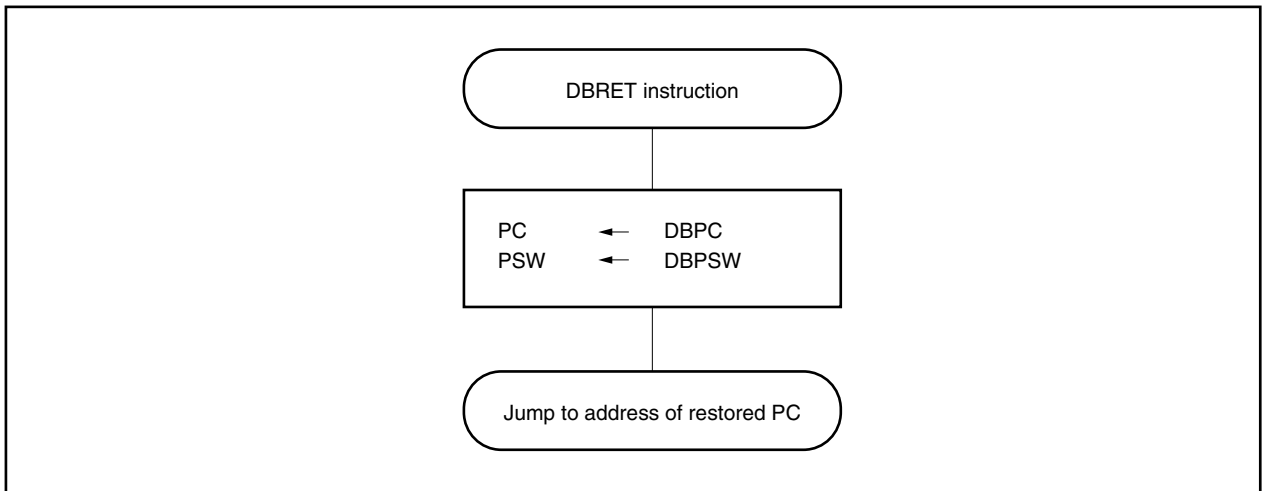 DBRET instruction
PC ← DBPC
PSW ← DBPSW
Jump to address of restored PC